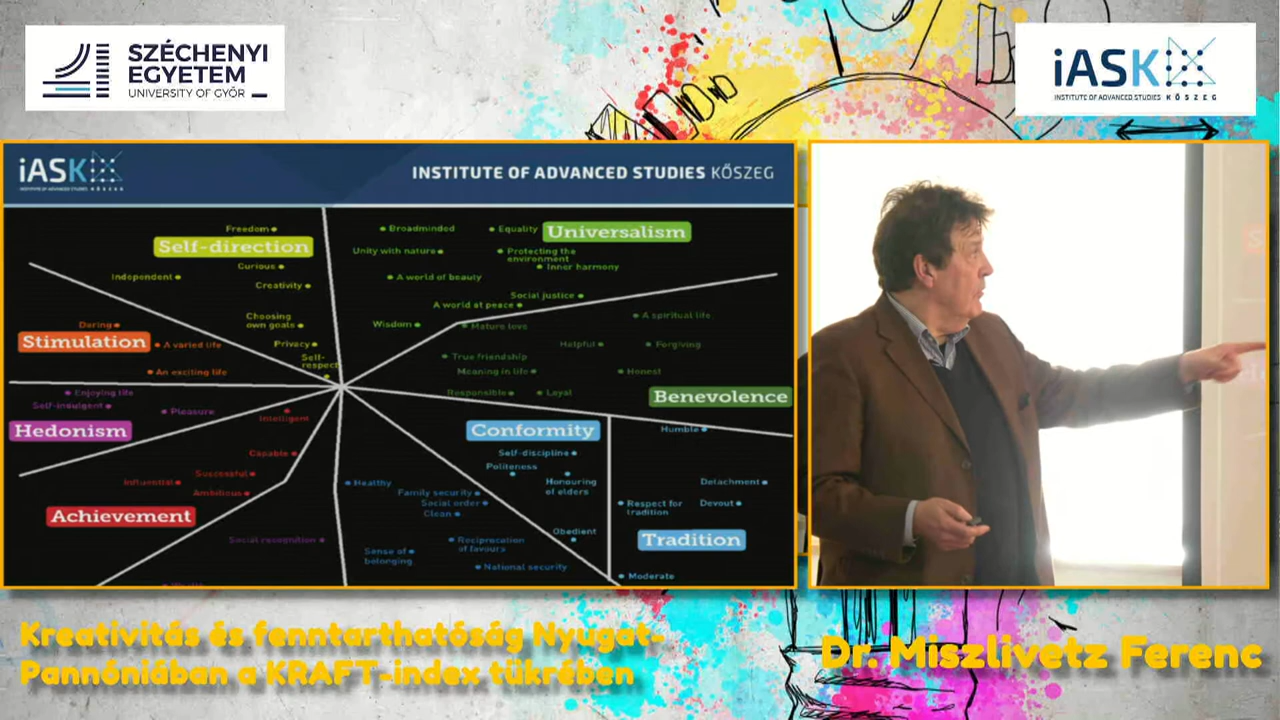 SZÉCHENYI
EGYETEM
UNIVERSITY OF GYŐR
iASK
INSTITUTE OF ADVANCED STUDIES KŐSZEG
iASK
INSTITUTE OF ADVANCED STUDIES KŐSZEG
INSTITUTE OF ADVANCED STUDIES KŐSZEG
Self-direction
Freedom
Curious
Independent
Creativity
Choosing
own goals
Privacy
Self-
respect
Universalism
Broadminded
Equality
Unity with nature
Protecting the
environment
Inner harmony
A world of beauty
Social justice
A world at peace
Wisdom
Stimulation
Daring
A varied life
An exciting life
Benevolence
Mature love
A spiritual life
Helpful
Forgiving
True friendship
Meaning in life
Honest
Responsible
Loyal
Hedonism
Enjoying life
Self-indulgent
Pleasure
Achievement
Intelligent
Capable
Successful
Influential
Ambitious
Social recognition
Wealth
Healthy
Family security
Social order
Clean
Reciprocation
of favours
Sense of
belonging
National security
Conformity
Self-discipline
Politeness
Honouring
of elders
Obedient
Tradition
Humble
Detachment
Respect for
tradition
Devout
Moderate
Kreativitás és fenntarthatóság Nyugat-
Pannóniában a KRAFT-index tükrében
Dr. Miszlivetz Ferenc